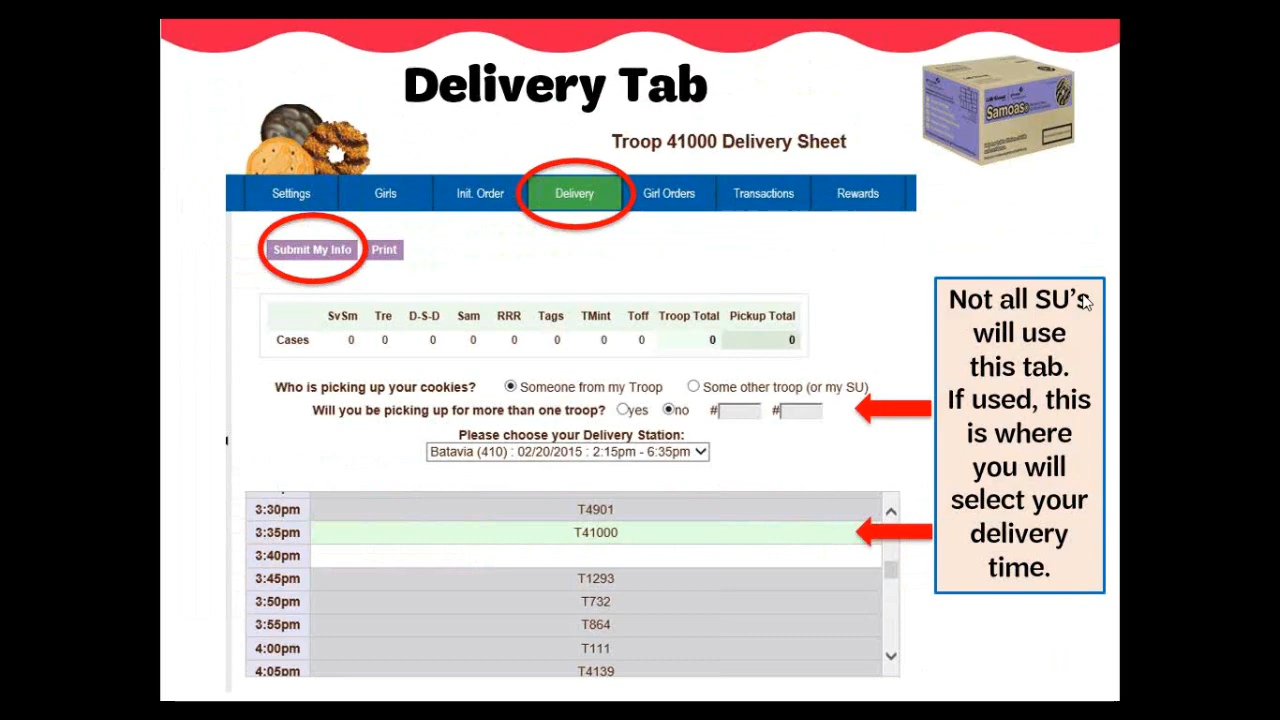 Delivery Tab
Samoas
Troop 41000 Delivery Sheet
Settings Girls Init. Order Delivery Girl Orders Transactions Rewards
Submit My Info Print
SvSm Tre D-S-D Sam RRR Tags TMint Toff Troop Total Pickup Total
Cases 0 0 0 0 0 0 0 0 0 0
Who is picking up your cookies? Someone from my Troop Some other troop (or my SU)
Will you be picking up for more than one troop? yes no # #
Please choose your Delivery Station:
Batavia (410) : 02/20/2015 : 2:15pm - 6:35pm
3:30pm T4901
3:35pm T41000
3:40pm
3:45pm T1293
3:50pm T732
3:55pm T864
4:00pm T111
4:05pm T4139
Not all SU's
will use
this tab.
If used, this
is where
you will
select your
delivery
time.